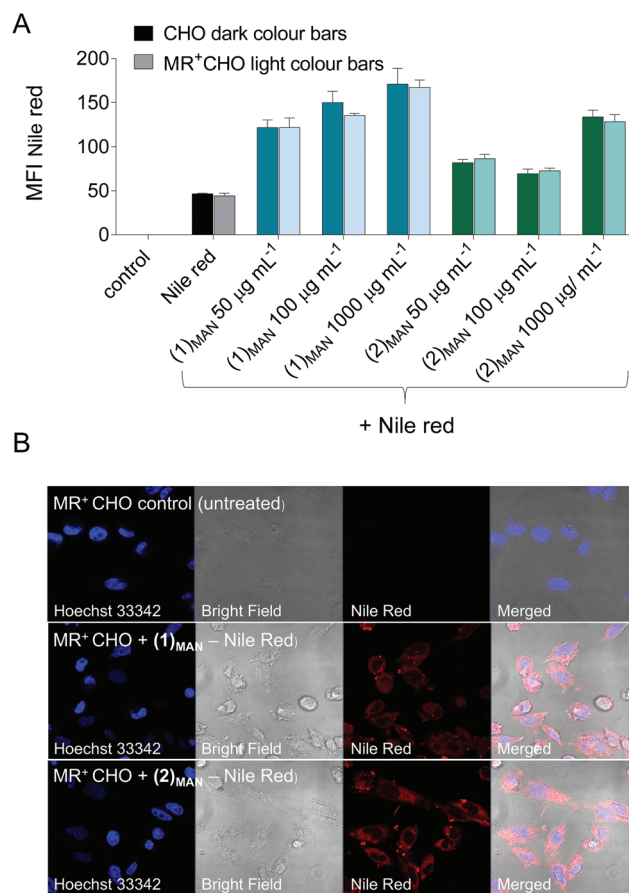 A
CHO dark colour bars
MR⁺CHO light colour bars
MFI Nile red
200
150
100
50
0
control
Nile red
(1)MAN 50 µg mL⁻¹
(1)MAN 100 µg mL⁻¹
(1)MAN 1000 µg mL⁻¹
(2)MAN 50 µg mL⁻¹
(2)MAN 100 µg mL⁻¹
(2)MAN 1000 µg/ mL⁻¹
+ Nile red
B
MR⁺ CHO control (untreated)
Hoechst 33342 Bright Field Nile Red Merged
MR⁺ CHO + (1)MAN – Nile Red)
Hoechst 33342 Bright Field Nile Red Merged
MR⁺ CHO + (2)MAN – Nile Red)
Hoechst 33342 Bright Field Nile Red Merged